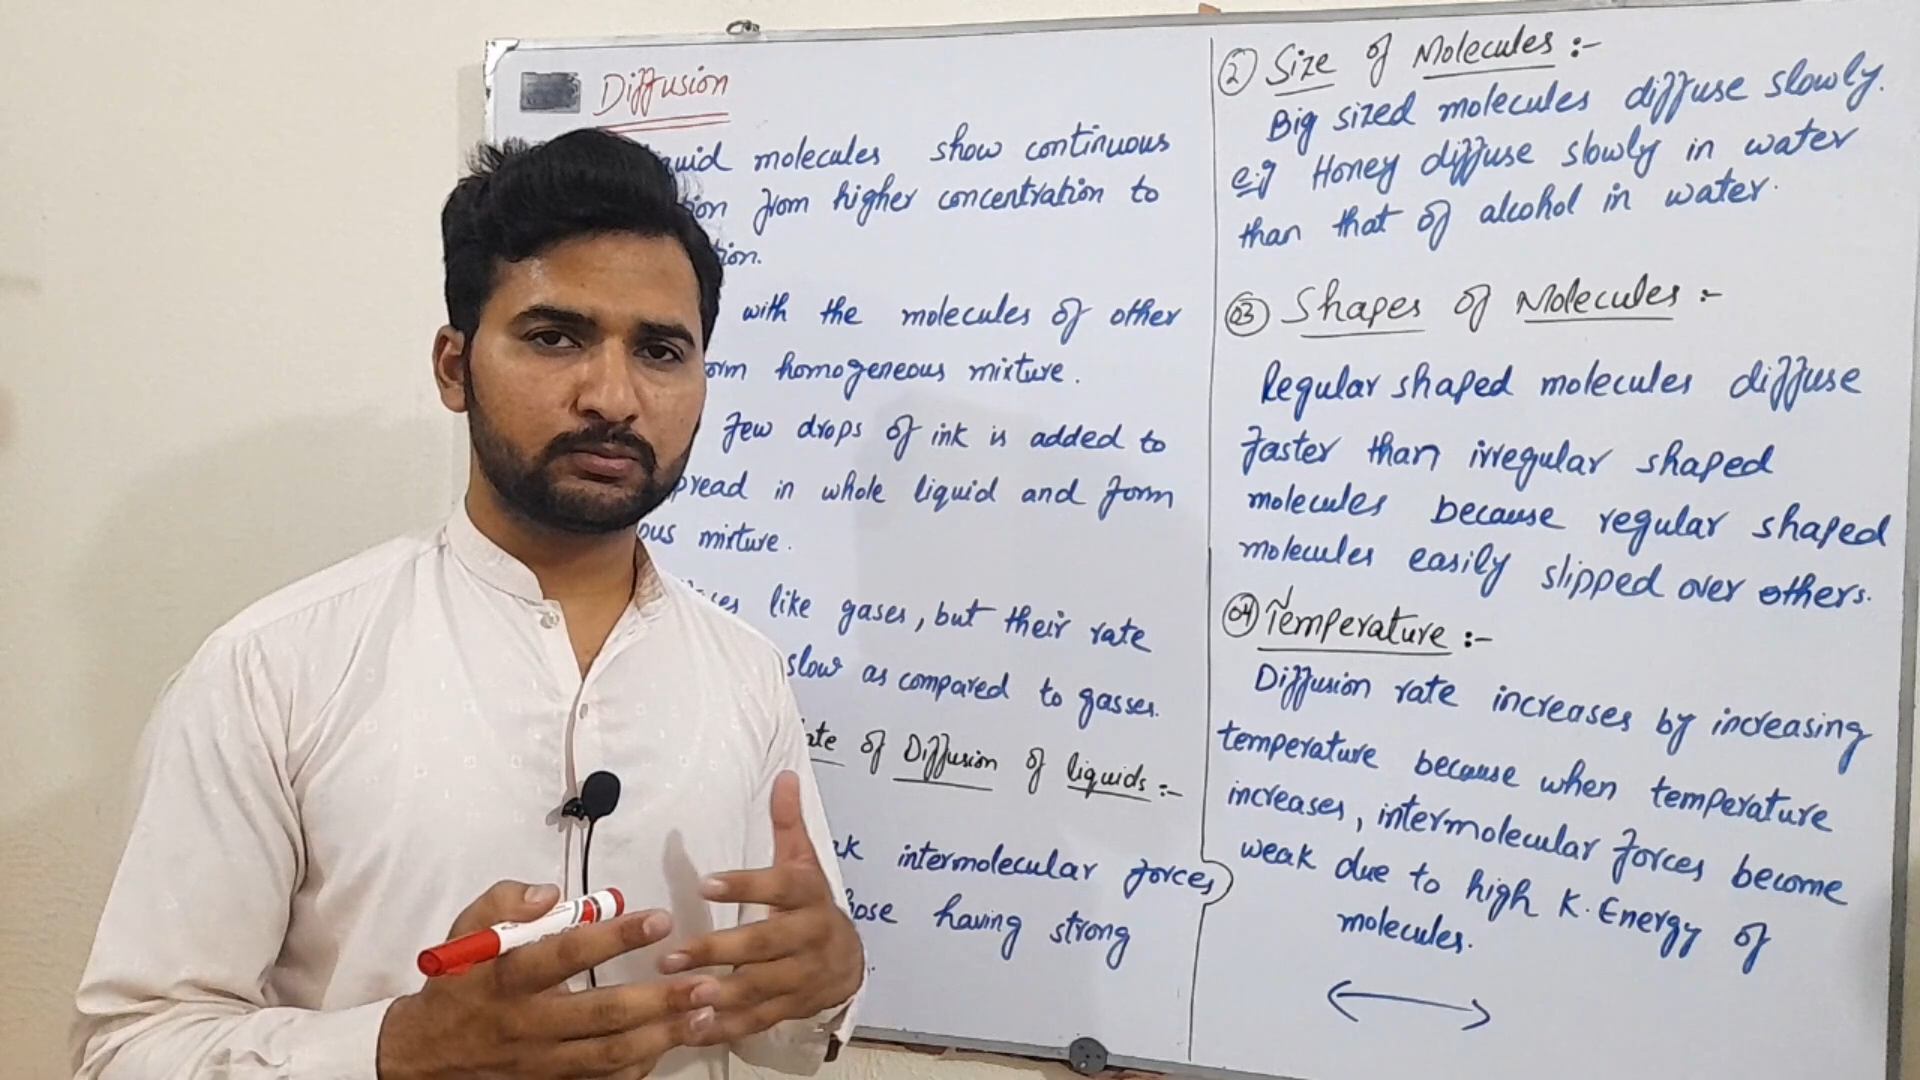 Diffusion
molecules show continuous
from higher concentration to
with the molecules of other
homogeneous mixture.
few drops of ink is added to
in whole liquid and form
mixture.
like gases, but their rate
slow as compared to gasses.
of Diffusion of liquids:-
intermolecular forces
having strong
② Size of Molecules :-
Big sized molecules diffuse slowly.
e.g Honey diffuse slowly in water
than that of alcohol in water.
03 Shapes of Molecules :-
Regular shaped molecules diffuse
faster than irregular shaped
molecules because regular shaped
molecules easily slipped over others.
04 Temperature :-
Diffusion rate increases by increasing
temperature because when temperature
increases, intermolecular forces become
weak due to high K.Energy of
molecules.